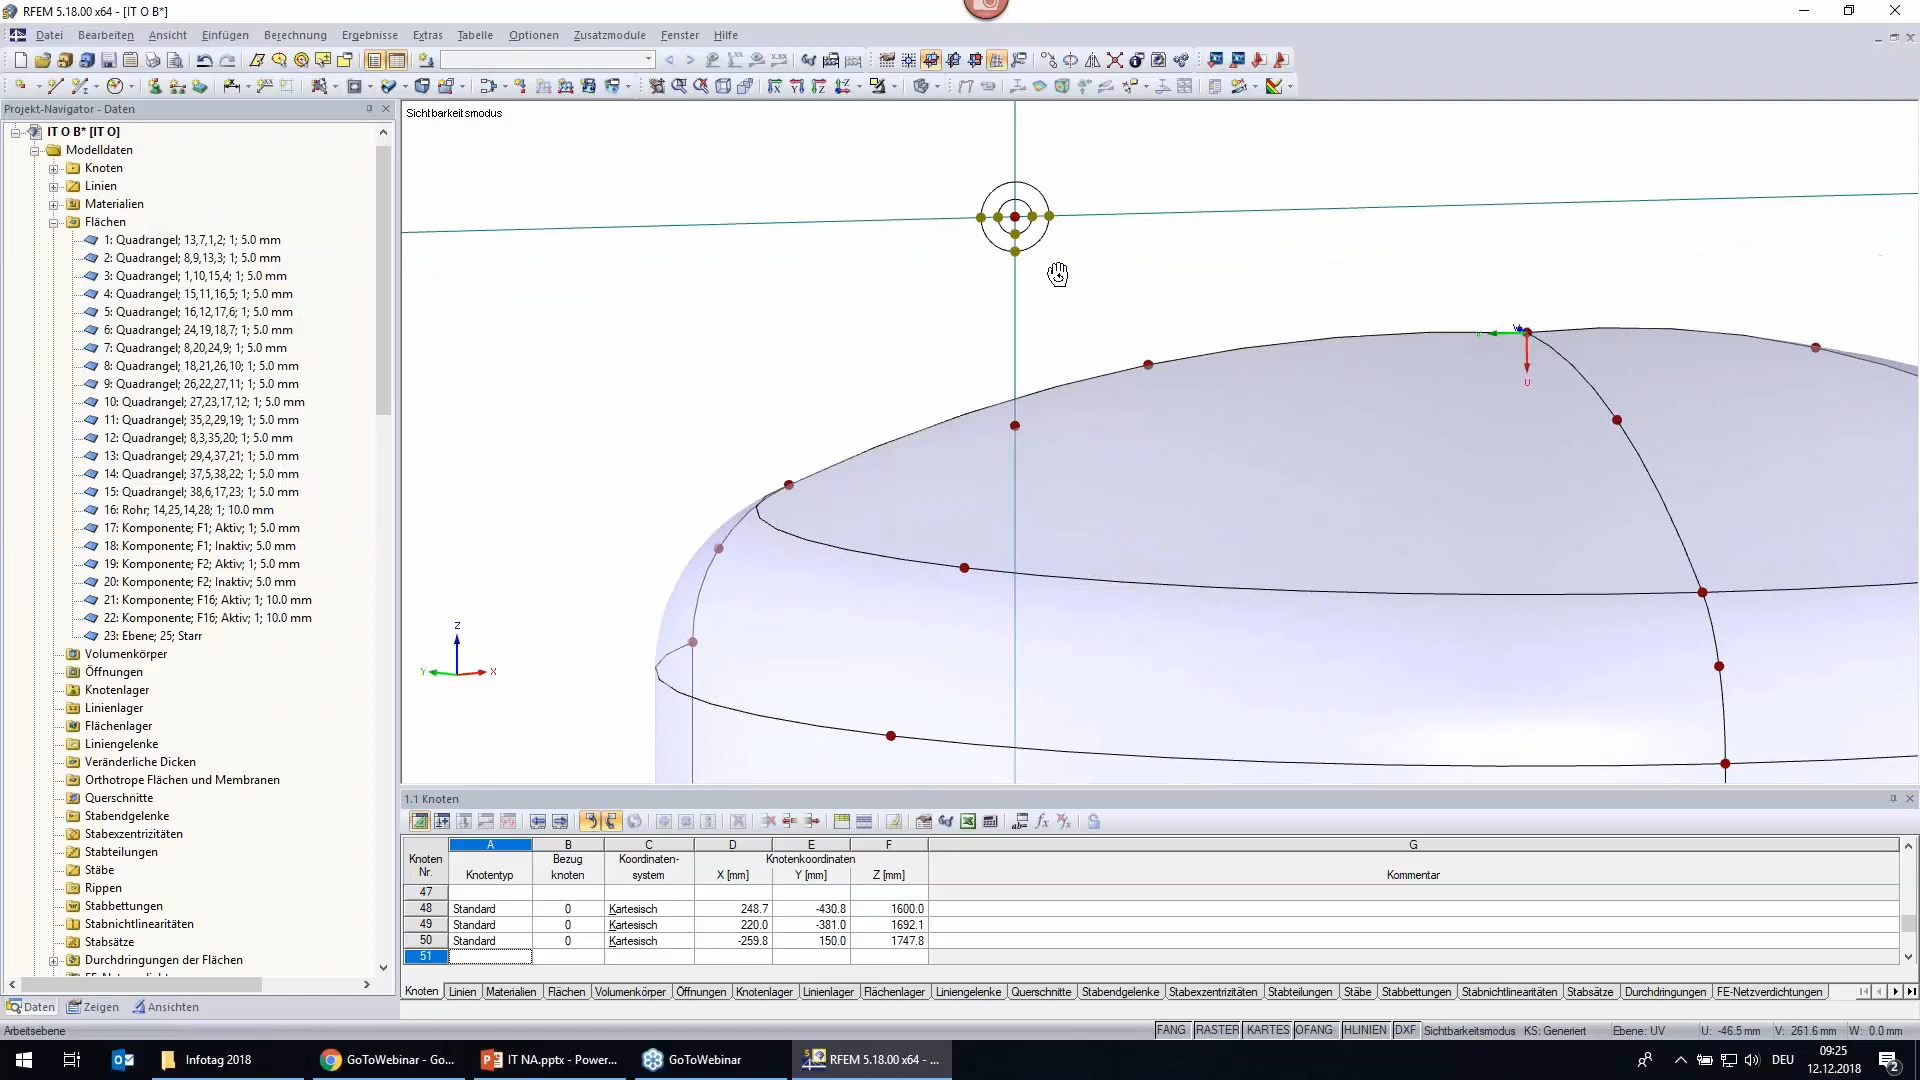 RFEM 5.18.00 x64 - [IT O B*]
Datei Bearbeiten Ansicht Einfügen Berechnung Ergebnisse Extras Tabelle Optionen Zusatzmodule Fenster Hilfe
Projekt-Navigator - Daten
IT O B* [IT O]
Modelldaten
Knoten
Linien
Materialien
Flächen
1: Quadrangel; 13,7,1,2; 1; 5.0 mm
2: Quadrangel; 8,9,13,3; 1; 5.0 mm
3: Quadrangel; 1,10,15,4; 1; 5.0 mm
4: Quadrangel; 15,11,16,5; 1; 5.0 mm
5: Quadrangel; 16,12,17,6; 1; 5.0 mm
6: Quadrangel; 24,19,18,7; 1; 5.0 mm
7: Quadrangel; 8,20,24,9; 1; 5.0 mm
8: Quadrangel; 18,21,26,10; 1; 5.0 mm
9: Quadrangel; 26,22,27,11; 1; 5.0 mm
10: Quadrangel; 27,23,17,12; 1; 5.0 mm
11: Quadrangel; 35,2,29,19; 1; 5.0 mm
12: Quadrangel; 8,3,35,20; 1; 5.0 mm
13: Quadrangel; 29,4,37,21; 1; 5.0 mm
14: Quadrangel; 37,5,38,22; 1; 5.0 mm
15: Quadrangel; 38,6,17,23; 1; 5.0 mm
16: Rohr; 14,25,14,28; 1; 10.0 mm
17: Komponente; F1; Aktiv; 1; 5.0 mm
18: Komponente; F1; Inaktiv; 5.0 mm
19: Komponente; F2; Aktiv; 1; 5.0 mm
20: Komponente; F2; Inaktiv; 5.0 mm
21: Komponente; F16; Aktiv; 1; 10.0 mm
22: Komponente; F16; Aktiv; 1; 10.0 mm
23: Ebene; 25; Starr
Volumenkörper
Öffnungen
Knotenlager
Linienlager
Flächenlager
Liniengelenke
Veränderliche Dicken
Orthotrope Flächen und Membranen
Querschnitte
Stabendgelenke
Stabexzentrizitäten
Stabteilungen
Stäbe
Rippen
Stabbettungen
Stabnichtlinearitäten
Stabsätze
Durchdringungen der Flächen
Daten Zeigen Ansichten
Sichtbarkeitsmodus
U
Z
Y X
1.1 Knoten
A B C D E F G
Knoten Nr. Knotentyp Bezug knoten Koordinaten- system Knotenkoordinaten X [mm] Y [mm] Z [mm] Kommentar
47
48 Standard 0 Kartesisch 248.7 -430.8 1600.0
49 Standard 0 Kartesisch 220.0 -381.0 1692.1
50 Standard 0 Kartesisch -259.8 150.0 1747.8
51
Knoten Linien Materialien Flächen Volumenkörper Öffnungen Knotenlager Linienlager Flächenlager Liniengelenke Querschnitte Stabendgelenke Stabexzentrizitäten Stabteilungen Stäbe Stabbettungen Stabnichtlinearitäten Stabsätze Durchdringungen FE-Netzverdichtungen
Arbeitsebene FANG RASTER KARTES OFANG HLINIEN DXF Sichtbarkeitsmodus KS: Generiert Ebene: UV U: -46.5 mm V: 261.6 mm W: 0.0 mm
Infotag 2018 GoToWebinar - Go... IT NA.pptx - Power... GoToWebinar RFEM 5.18.00 x64 - ... DEU 09:25
12.12.2018
2